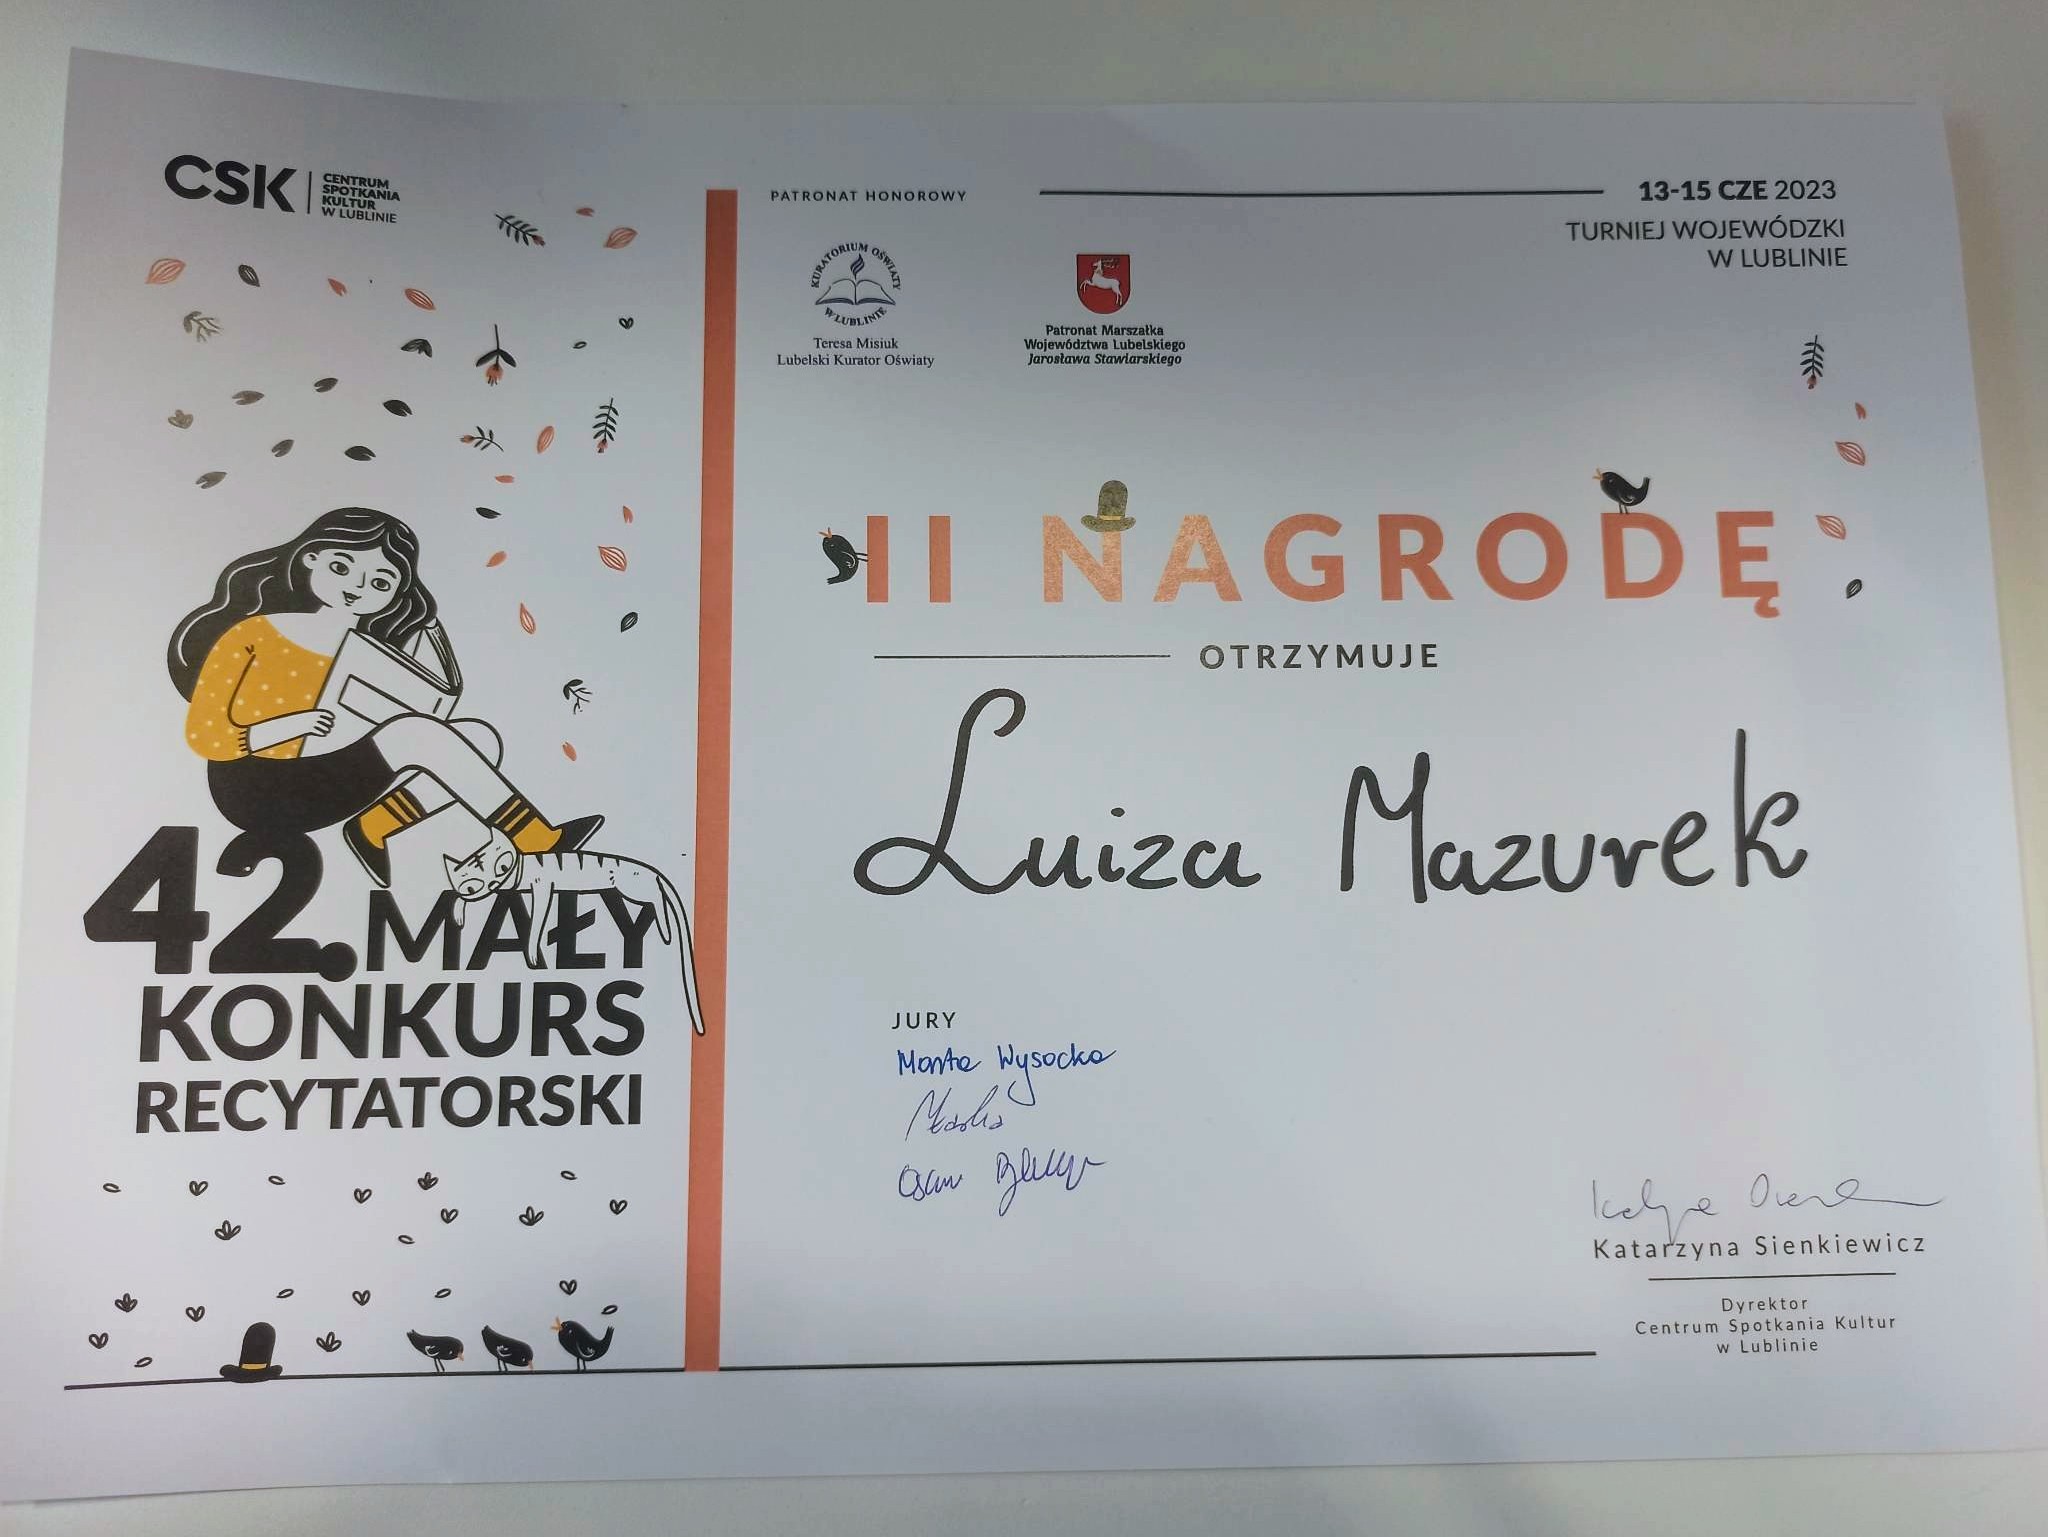 CSK
CENTRUM
SPOTKANIA
KULTUR
W LUBLINIE
42. MAŁY
KONKURS
RECYTATORSKI
PATRONAT HONOROWY
KURATORIUM OŚWIATY
W LUBLINIE
Teresa Misiuk
Lubelski Kurator Oświaty
Patronat Marszałka
Województwa Lubelskiego
Jarosława Stawiarskiego
13-15 CZE 2023
TURNIEJ WOJEWÓDZKI
W LUBLINIE
II NAGRODĘ
OTRZYMUJE
Luiza Mazurek
JURY
Marta Wysocka
Katarzyna Sienkiewicz
Dyrektor
Centrum Spotkania Kultur
w Lublinie